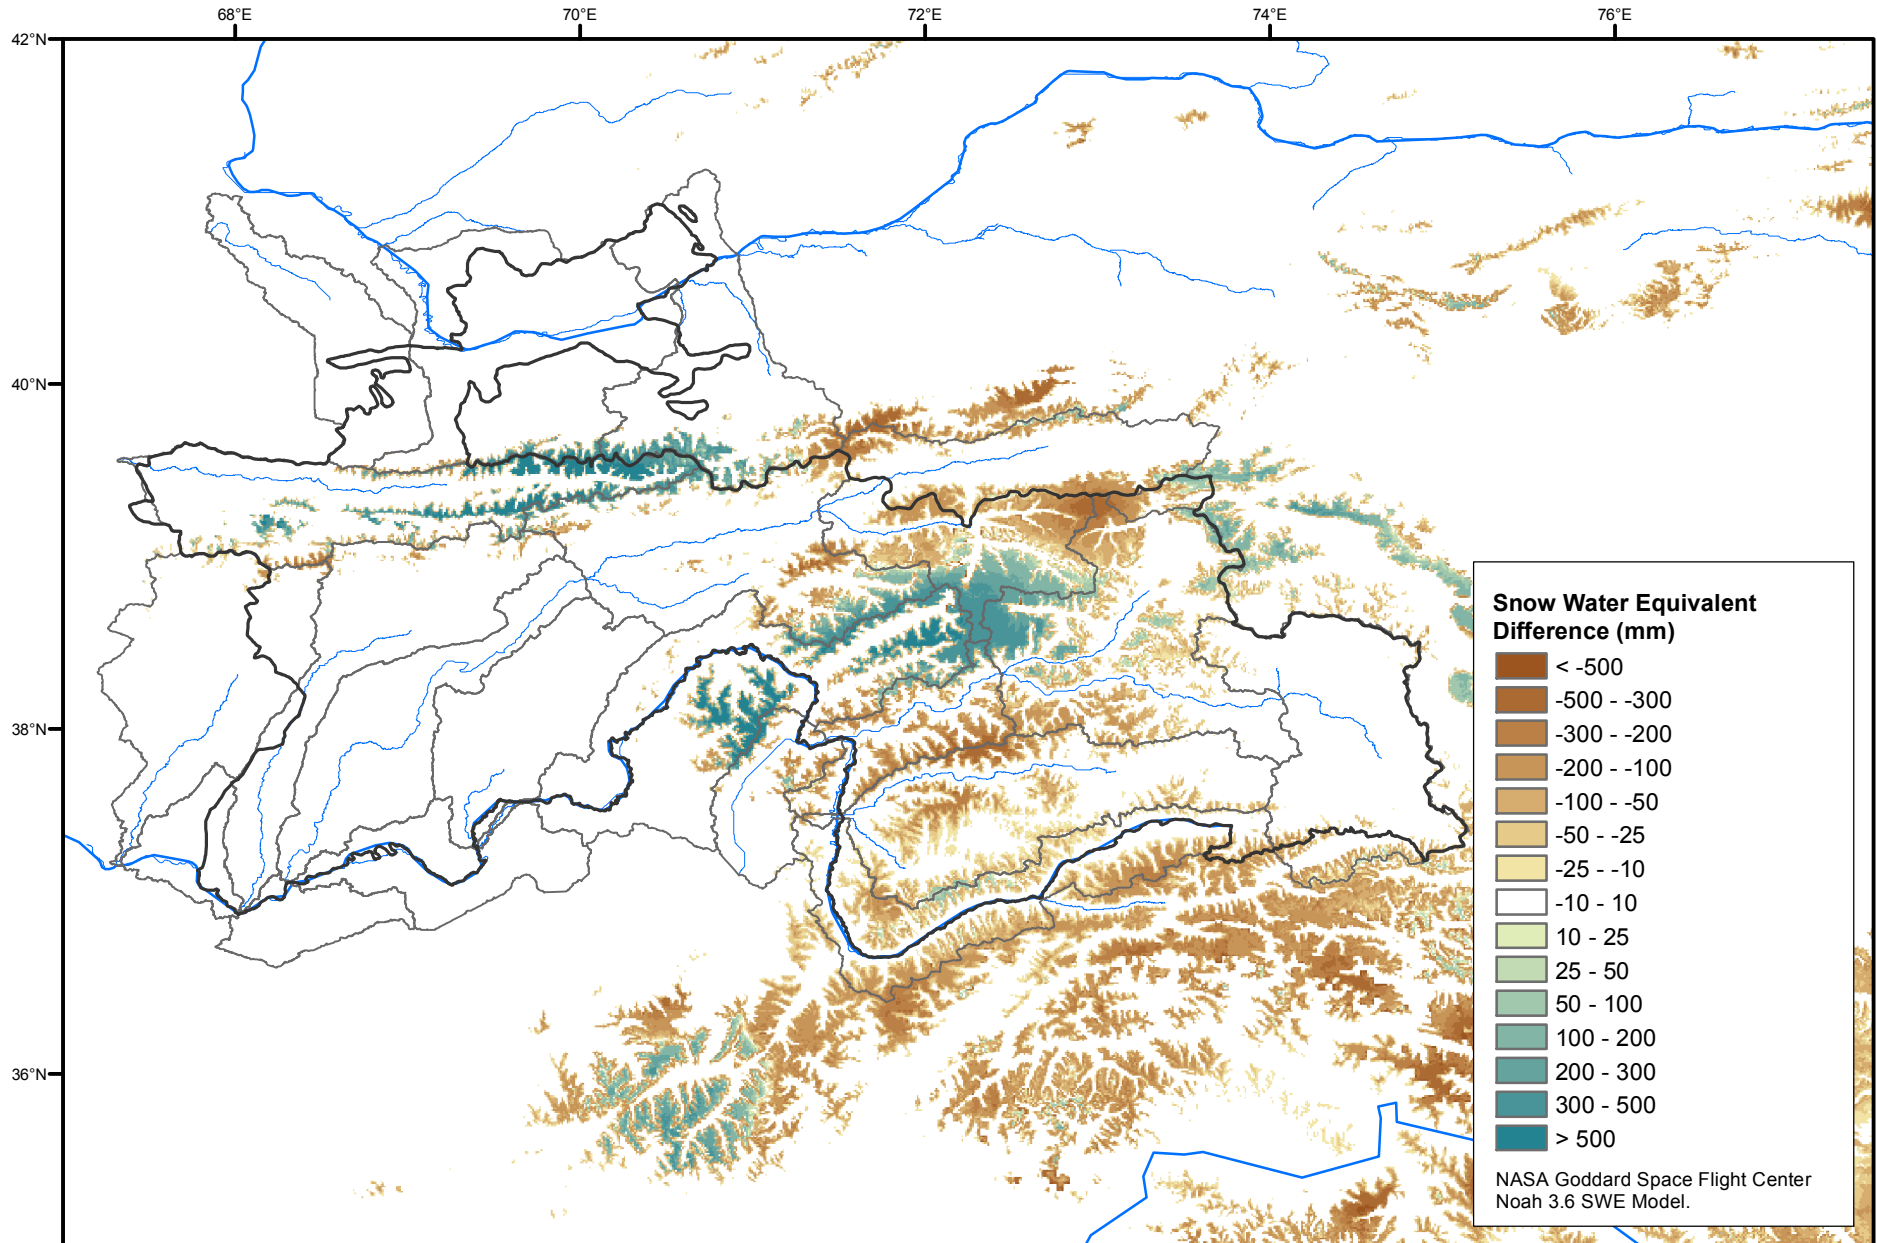 68°E
70°E
72°E
74°E
76°E
42°N
40°N
38°N
36°N
Snow Water Equivalent
Difference (mm)
< -500
-500 - -300
-300 - -200
-200 - -100
-100 - -50
-50 - -25
-25 - -10
-10 - 10
10 - 25
25 - 50
50 - 100
100 - 200
200 - 300
300 - 500
> 500
NASA Goddard Space Flight Center
Noah 3.6 SWE Model.